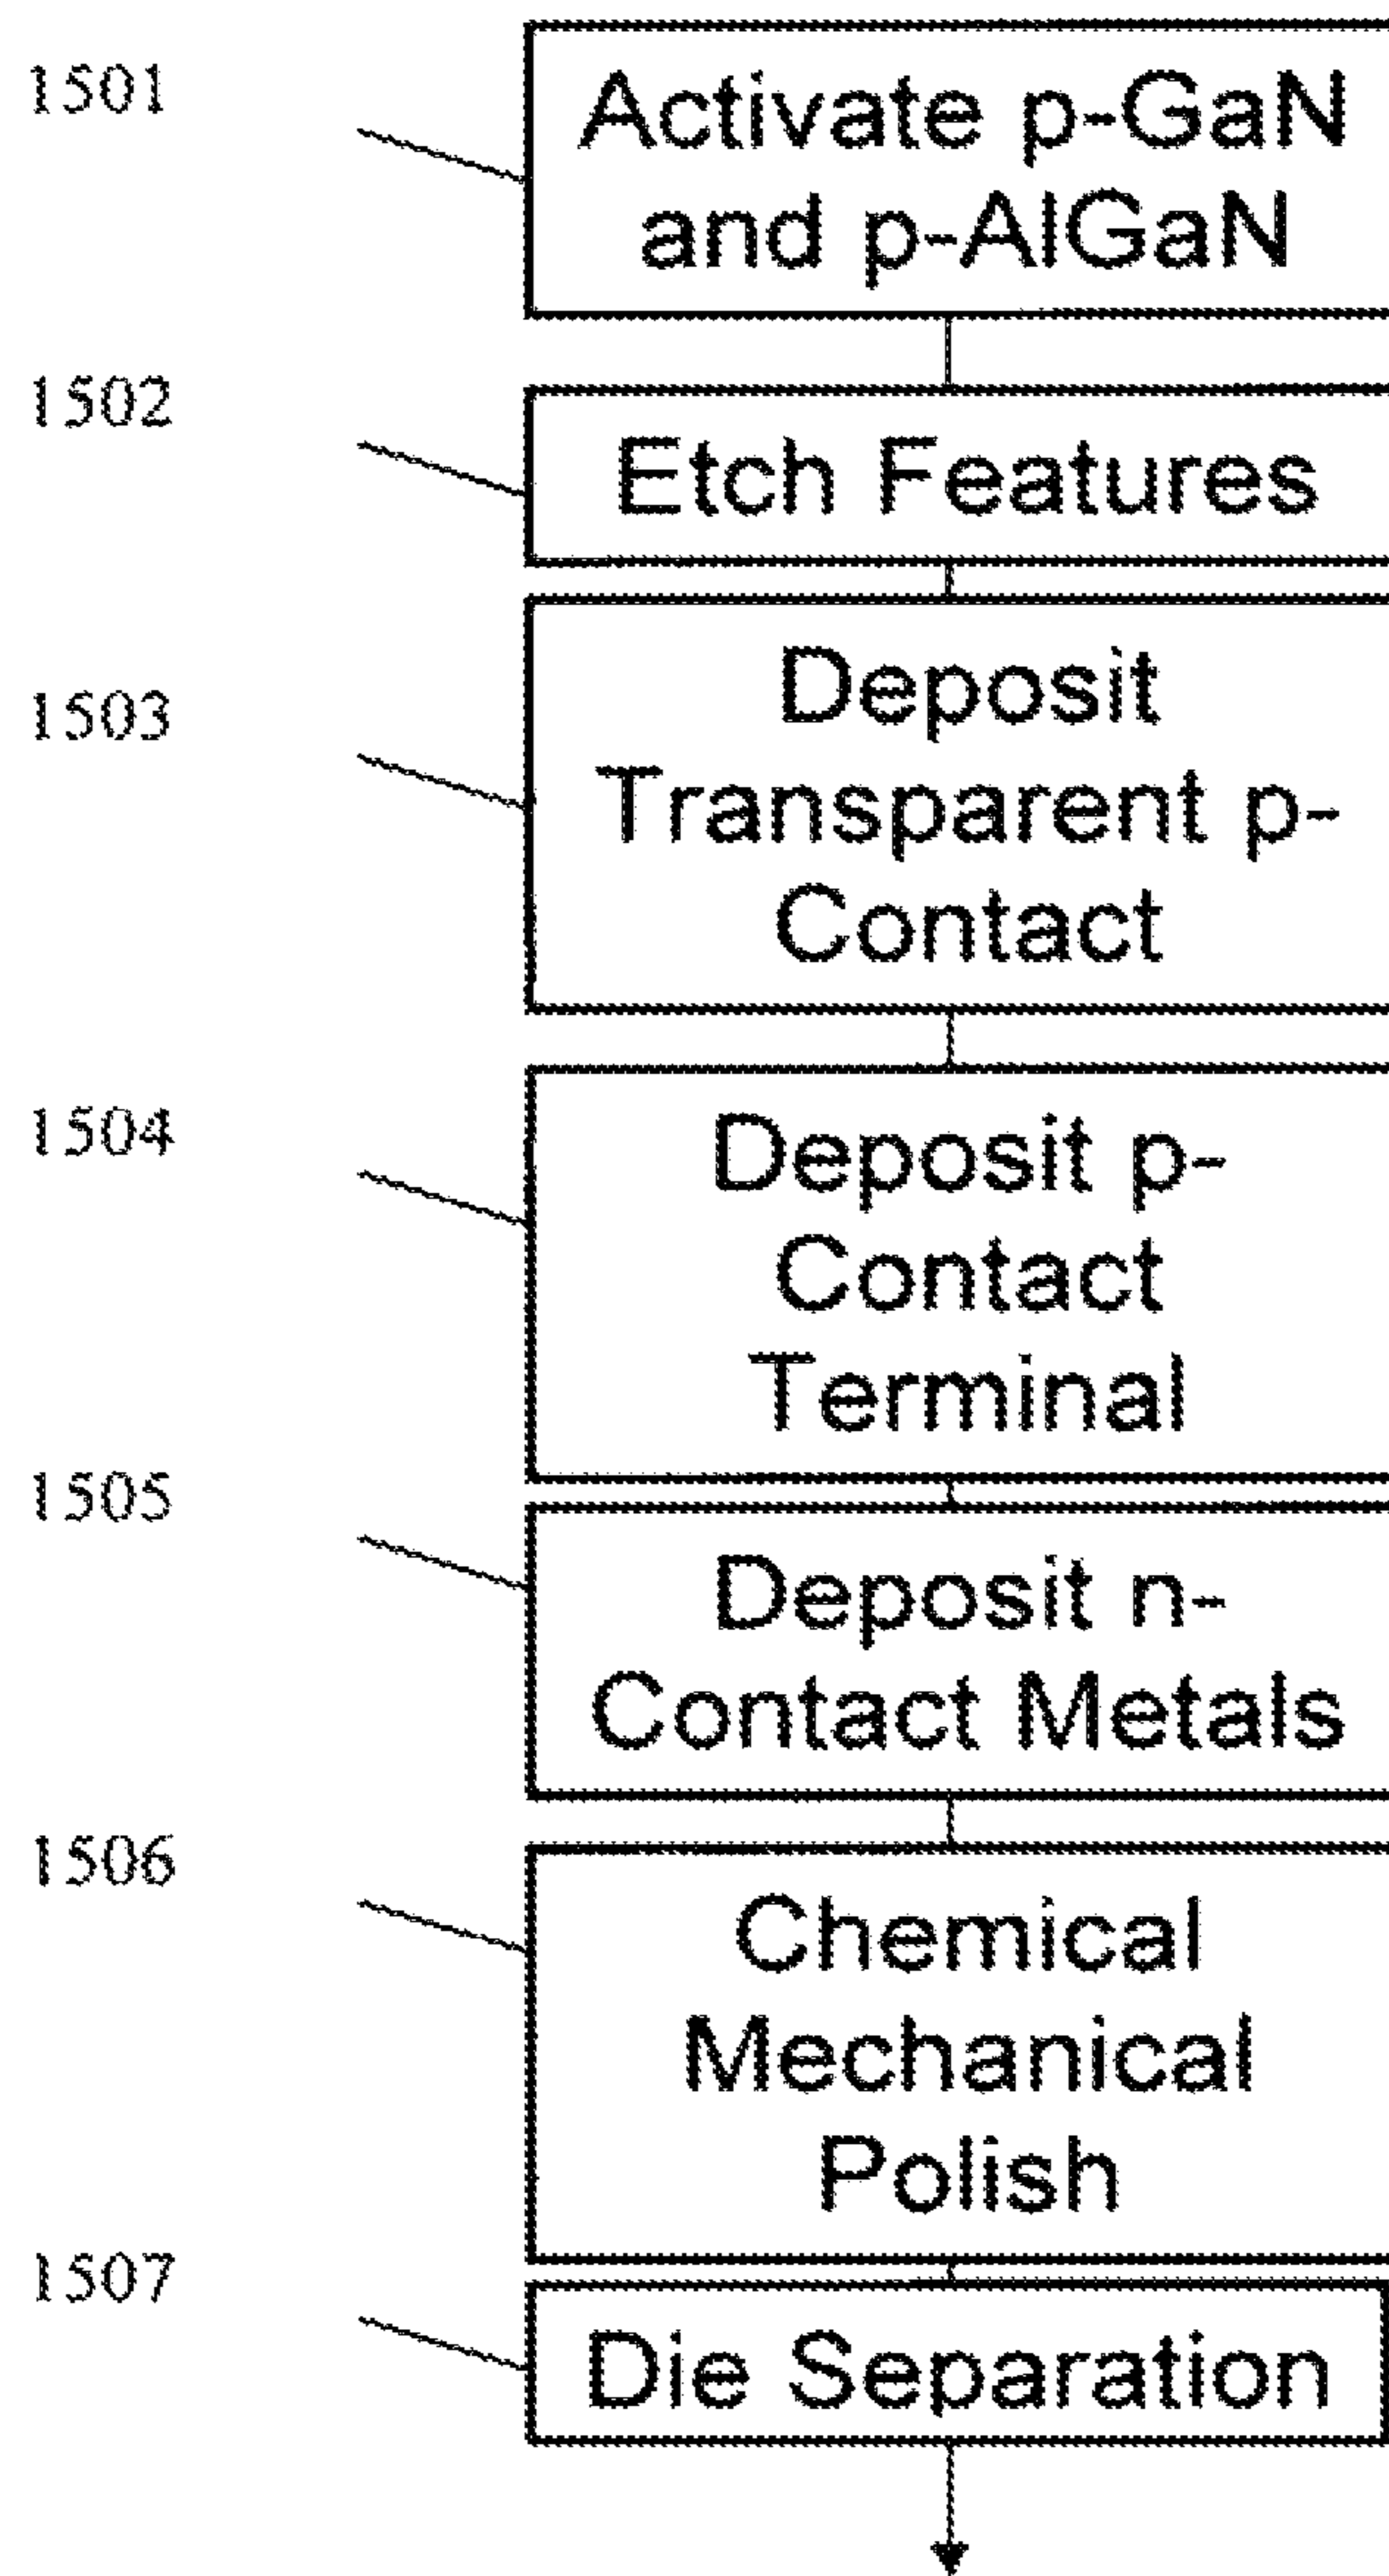 1501
Activate p-GaN
and p-AlGaN
1502
Etch Features
1503
Deposit
Transparent p-
Contact
1504
Deposit p-
Contact
Terminal
1505
Deposit n-
Contact Metals
1506
Chemical
Mechanical
Polish
1507
Die Separation